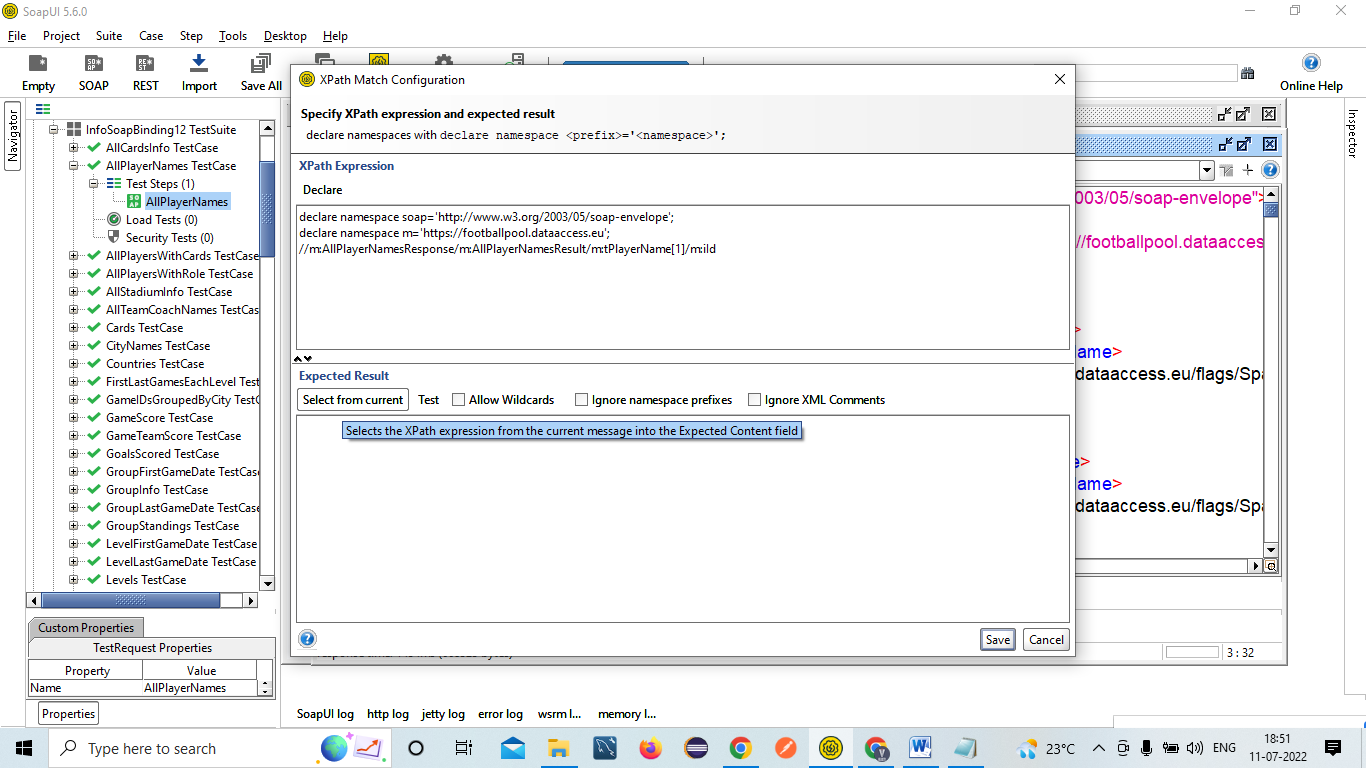 SoapUI 5.6.0
File Project Suite Case Step Tools Desktop Help
Empty SOAP REST Import Save All Online Help
Navigator
Inspector
InfoSoapBinding12 TestSuite
AllCardsInfo TestCase
AllPlayerNames TestCase
Test Steps (1)
AllPlayerNames
Load Tests (0)
Security Tests (0)
AllPlayersWithCards TestCase
AllPlayersWithRole TestCase
AllStadiumInfo TestCase
AllTeamCoachNames TestCas
Cards TestCase
CityNames TestCase
Countries TestCase
FirstLastGamesEachLevel Test
GameIDsGroupedByCity TestC
GameScore TestCase
GameTeamScore TestCase
GoalsScored TestCase
GroupFirstGameDate TestCase
GroupInfo TestCase
GroupLastGameDate TestCase
GroupStandings TestCase
LevelFirstGameDate TestCase
LevelLastGameDate TestCase
Levels TestCase
Custom Properties
TestRequest Properties
Property Value
Name AllPlayerNames
Properties
XPath Match Configuration
Specify XPath expression and expected result
declare namespaces with declare namespace <prefix>='<namespace>';
XPath Expression
Declare
declare namespace soap='http://www.w3.org/2003/05/soap-envelope';
declare namespace m='https://footballpool.dataaccess.eu';
//m:AllPlayerNamesResponse/m:AllPlayerNamesResult/m:tPlayerName[1]/m:iId
Expected Result
Select from current Test Allow Wildcards Ignore namespace prefixes Ignore XML Comments
Selects the XPath expression from the current message into the Expected Content field
Save Cancel
003/05/soap-envelope">
//footballpool.dataacces
>
ame>
dataaccess.eu/flags/Spa
>
ame>
dataaccess.eu/flags/Spa
3 : 32
SoapUI log http log jetty log error log wsrm l... memory l...
Type here to search
23°C ENG 18:51
11-07-2022